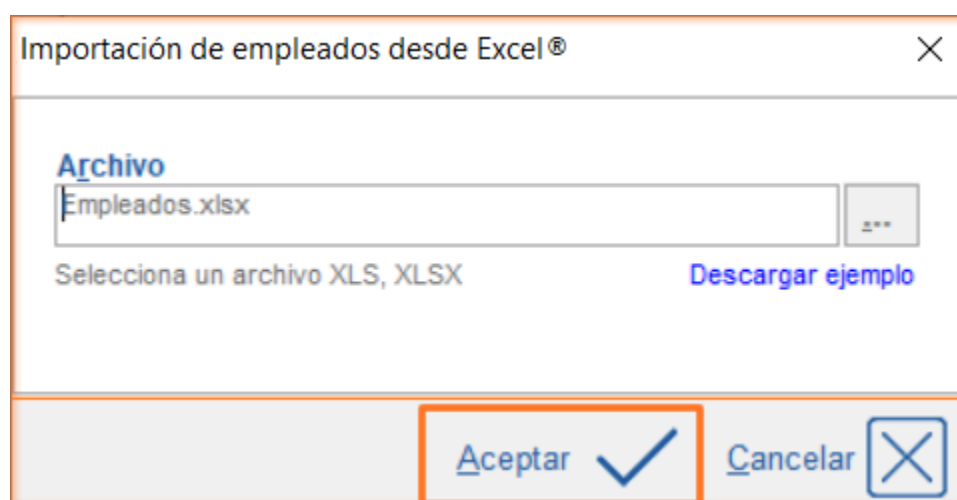 Importación de empleados desde Excel®
Archivo
Empleados.xlsx
...
Selecciona un archivo XLS, XLSX
Descargar ejemplo
Aceptar
Cancelar